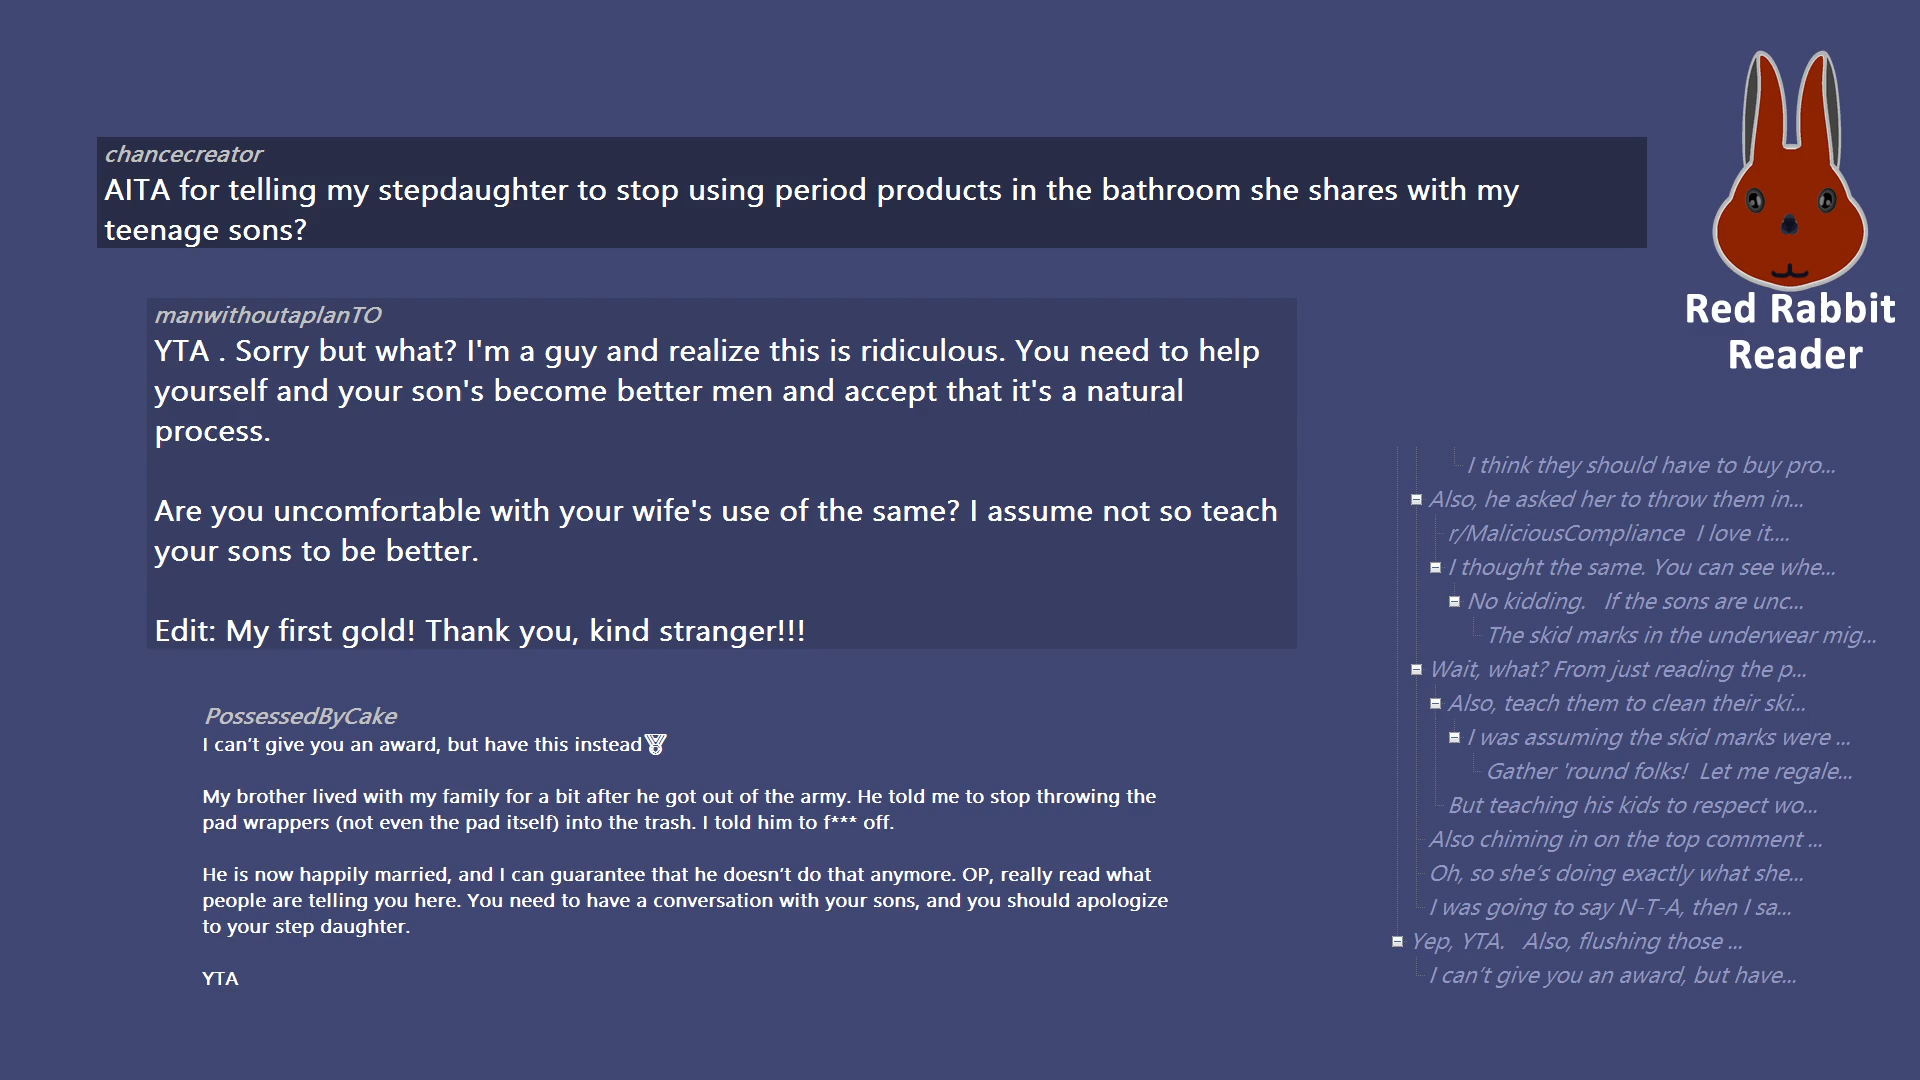 chancecreator
AITA for telling my stepdaughter to stop using period products in the bathroom she shares with my
teenage sons?
manwithoutaplanTO
YTA . Sorry but what? I'm a guy and realize this is ridiculous. You need to help
yourself and your son's become better men and accept that it's a natural
process.
Are you uncomfortable with your wife's use of the same? I assume not so teach
your sons to be better.
Edit: My first gold! Thank you, kind stranger!!!
PossessedByCake
I can’t give you an award, but have this instead🎖
My brother lived with my family for a bit after he got out of the army. He told me to stop throwing the
pad wrappers (not even the pad itself) into the trash. I told him to f*** off.
He is now happily married, and I can guarantee that he doesn’t do that anymore. OP, really read what
people are telling you here. You need to have a conversation with your sons, and you should apologize
to your step daughter.
YTA
Red Rabbit
Reader
I think they should have to buy pro...
Also, he asked her to throw them in...
r/MaliciousCompliance  I love it....
I thought the same. You can see whe...
No kidding.   If the sons are unc...
The skid marks in the underwear mig...
Wait, what? From just reading the p...
Also, teach them to clean their ski...
I was assuming the skid marks were ...
Gather 'round folks!  Let me regale...
But teaching his kids to respect wo...
Also chiming in on the top comment ...
Oh, so she’s doing exactly what she...
I was going to say N-T-A, then I sa...
Yep, YTA.   Also, flushing those ...
I can’t give you an award, but have...